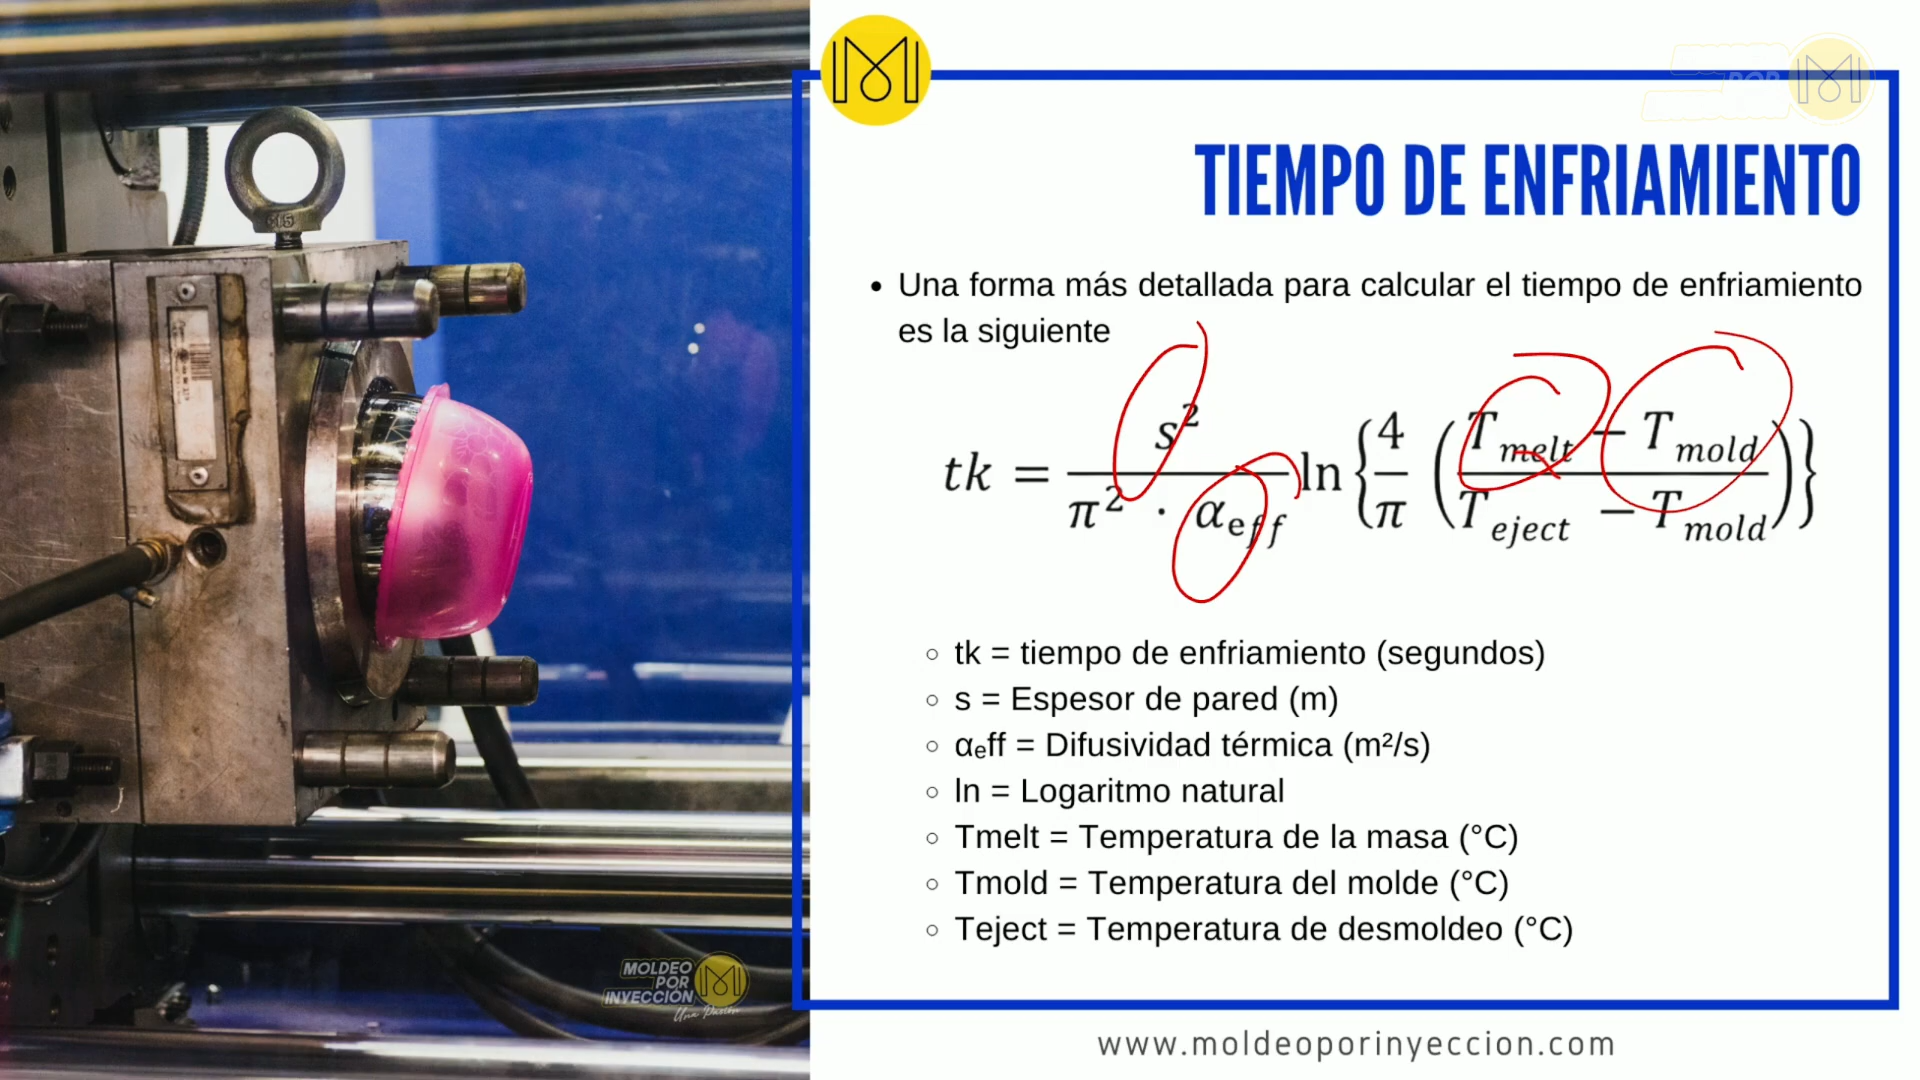 TIEMPO DE ENFRIAMIENTO
• Una forma más detallada para calcular el tiempo de enfriamiento
es la siguiente
tk = s² / (π² · αeff) ln {4/π ((Tmelt − Tmold) / (Teject − Tmold))}
○ tk = tiempo de enfriamiento (segundos)
○ s = Espesor de pared (m)
○ αₑff = Difusividad térmica (m²/s)
○ ln = Logaritmo natural
○ Tmelt = Temperatura de la masa (°C)
○ Tmold = Temperatura del molde (°C)
○ Teject = Temperatura de desmoldeo (°C)
MOLDEO
POR
INYECCIÓN
Una Pasión
www.moldeoporinyeccion.com